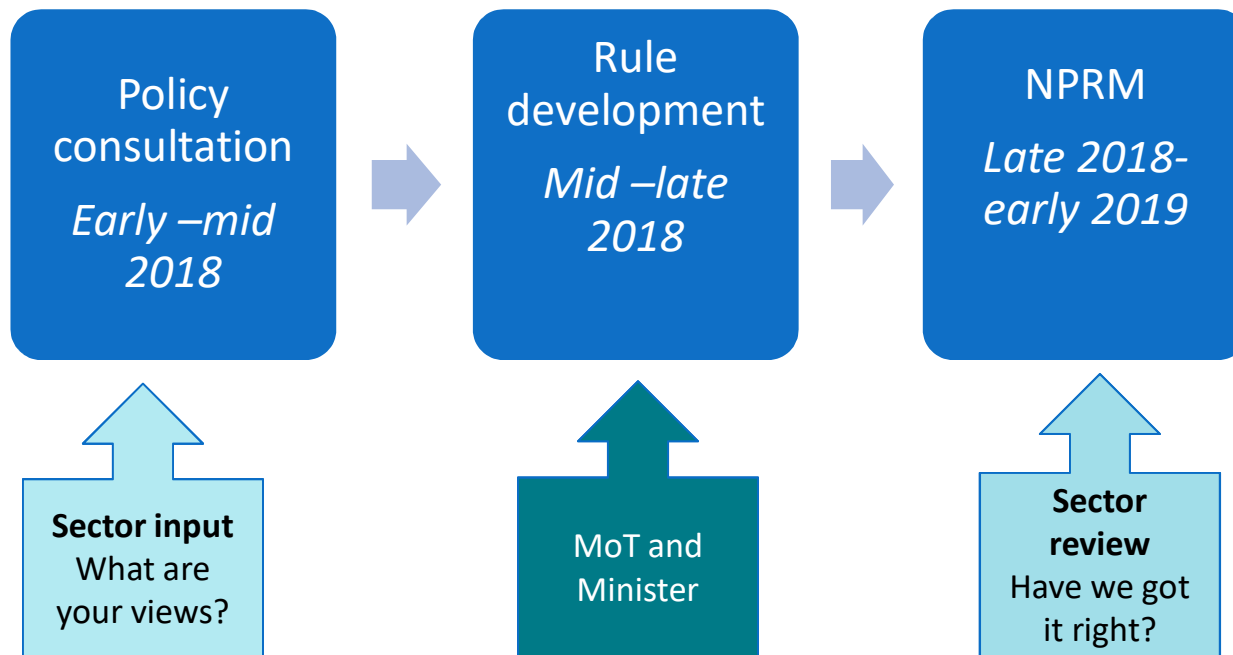 Policy
consultation
Early –mid
2018
Rule
development
Mid –late
2018
NPRM
Late 2018-
early 2019
Sector input
What are
your views?
MoT and
Minister
Sector
review
Have we got
it right?